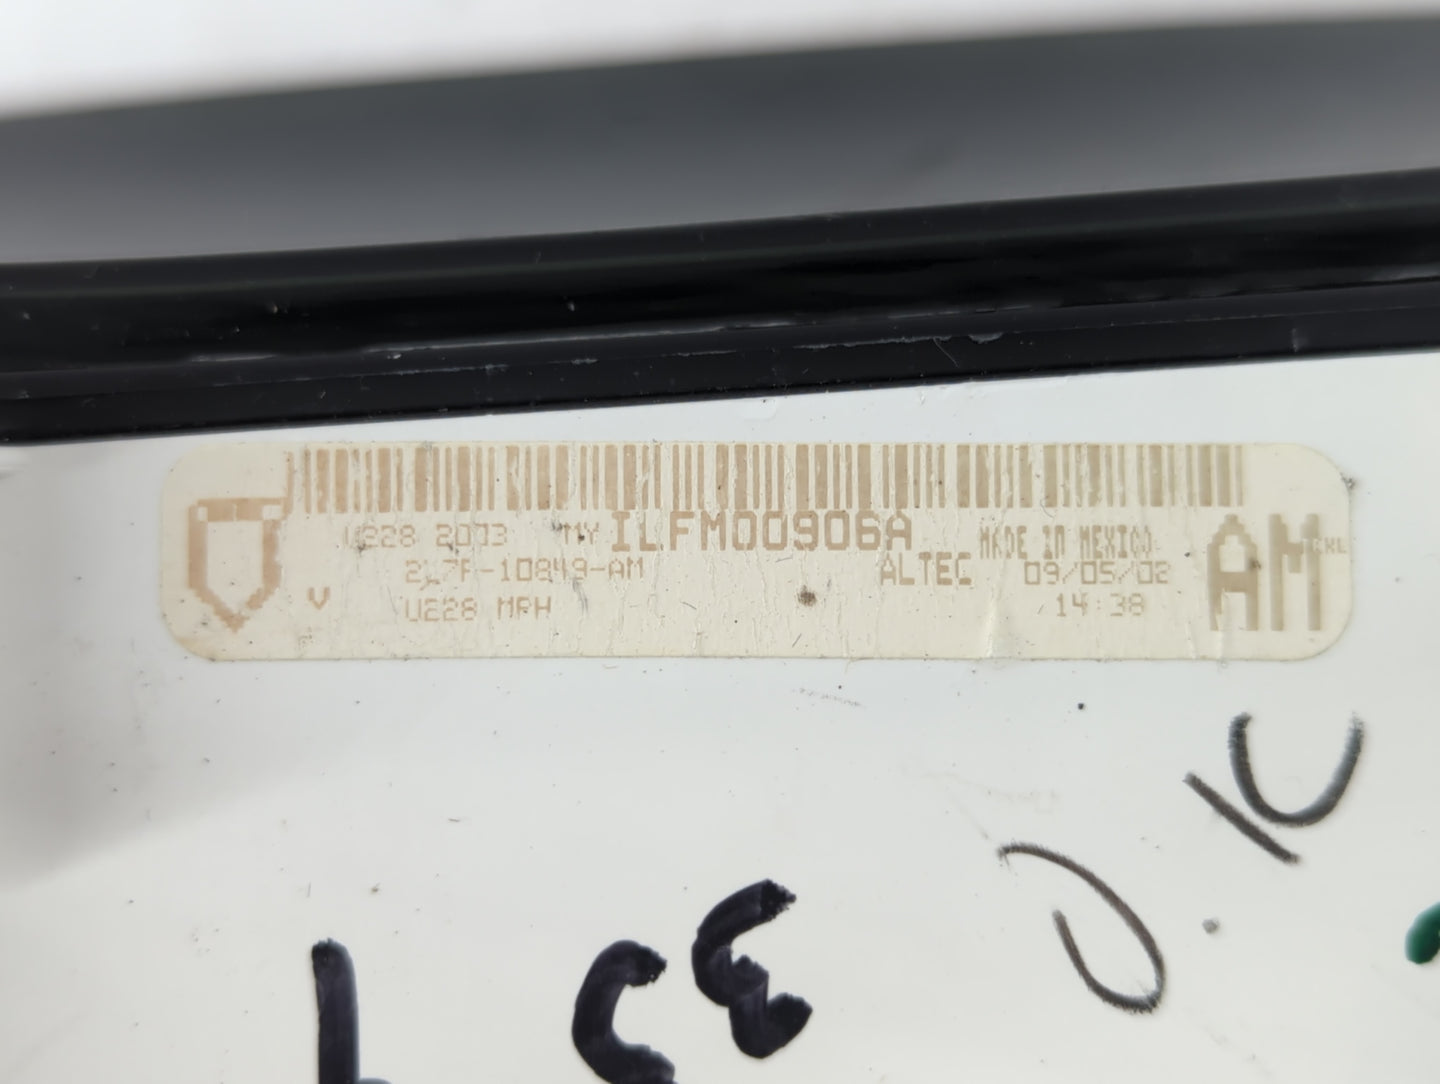 U228 2003 MY ILFM00906A MADE IN MEXICO
2L7F-10849-AM ALTEC 09/05/02
V U228 MPH 14:38
AM
O.K